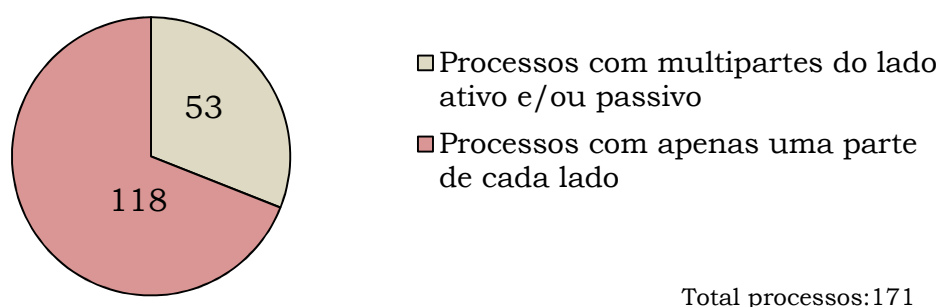 53
118
Processos com multipartes do lado
ativo e/ou passivo
Processos com apenas uma parte
de cada lado
Total processos:171